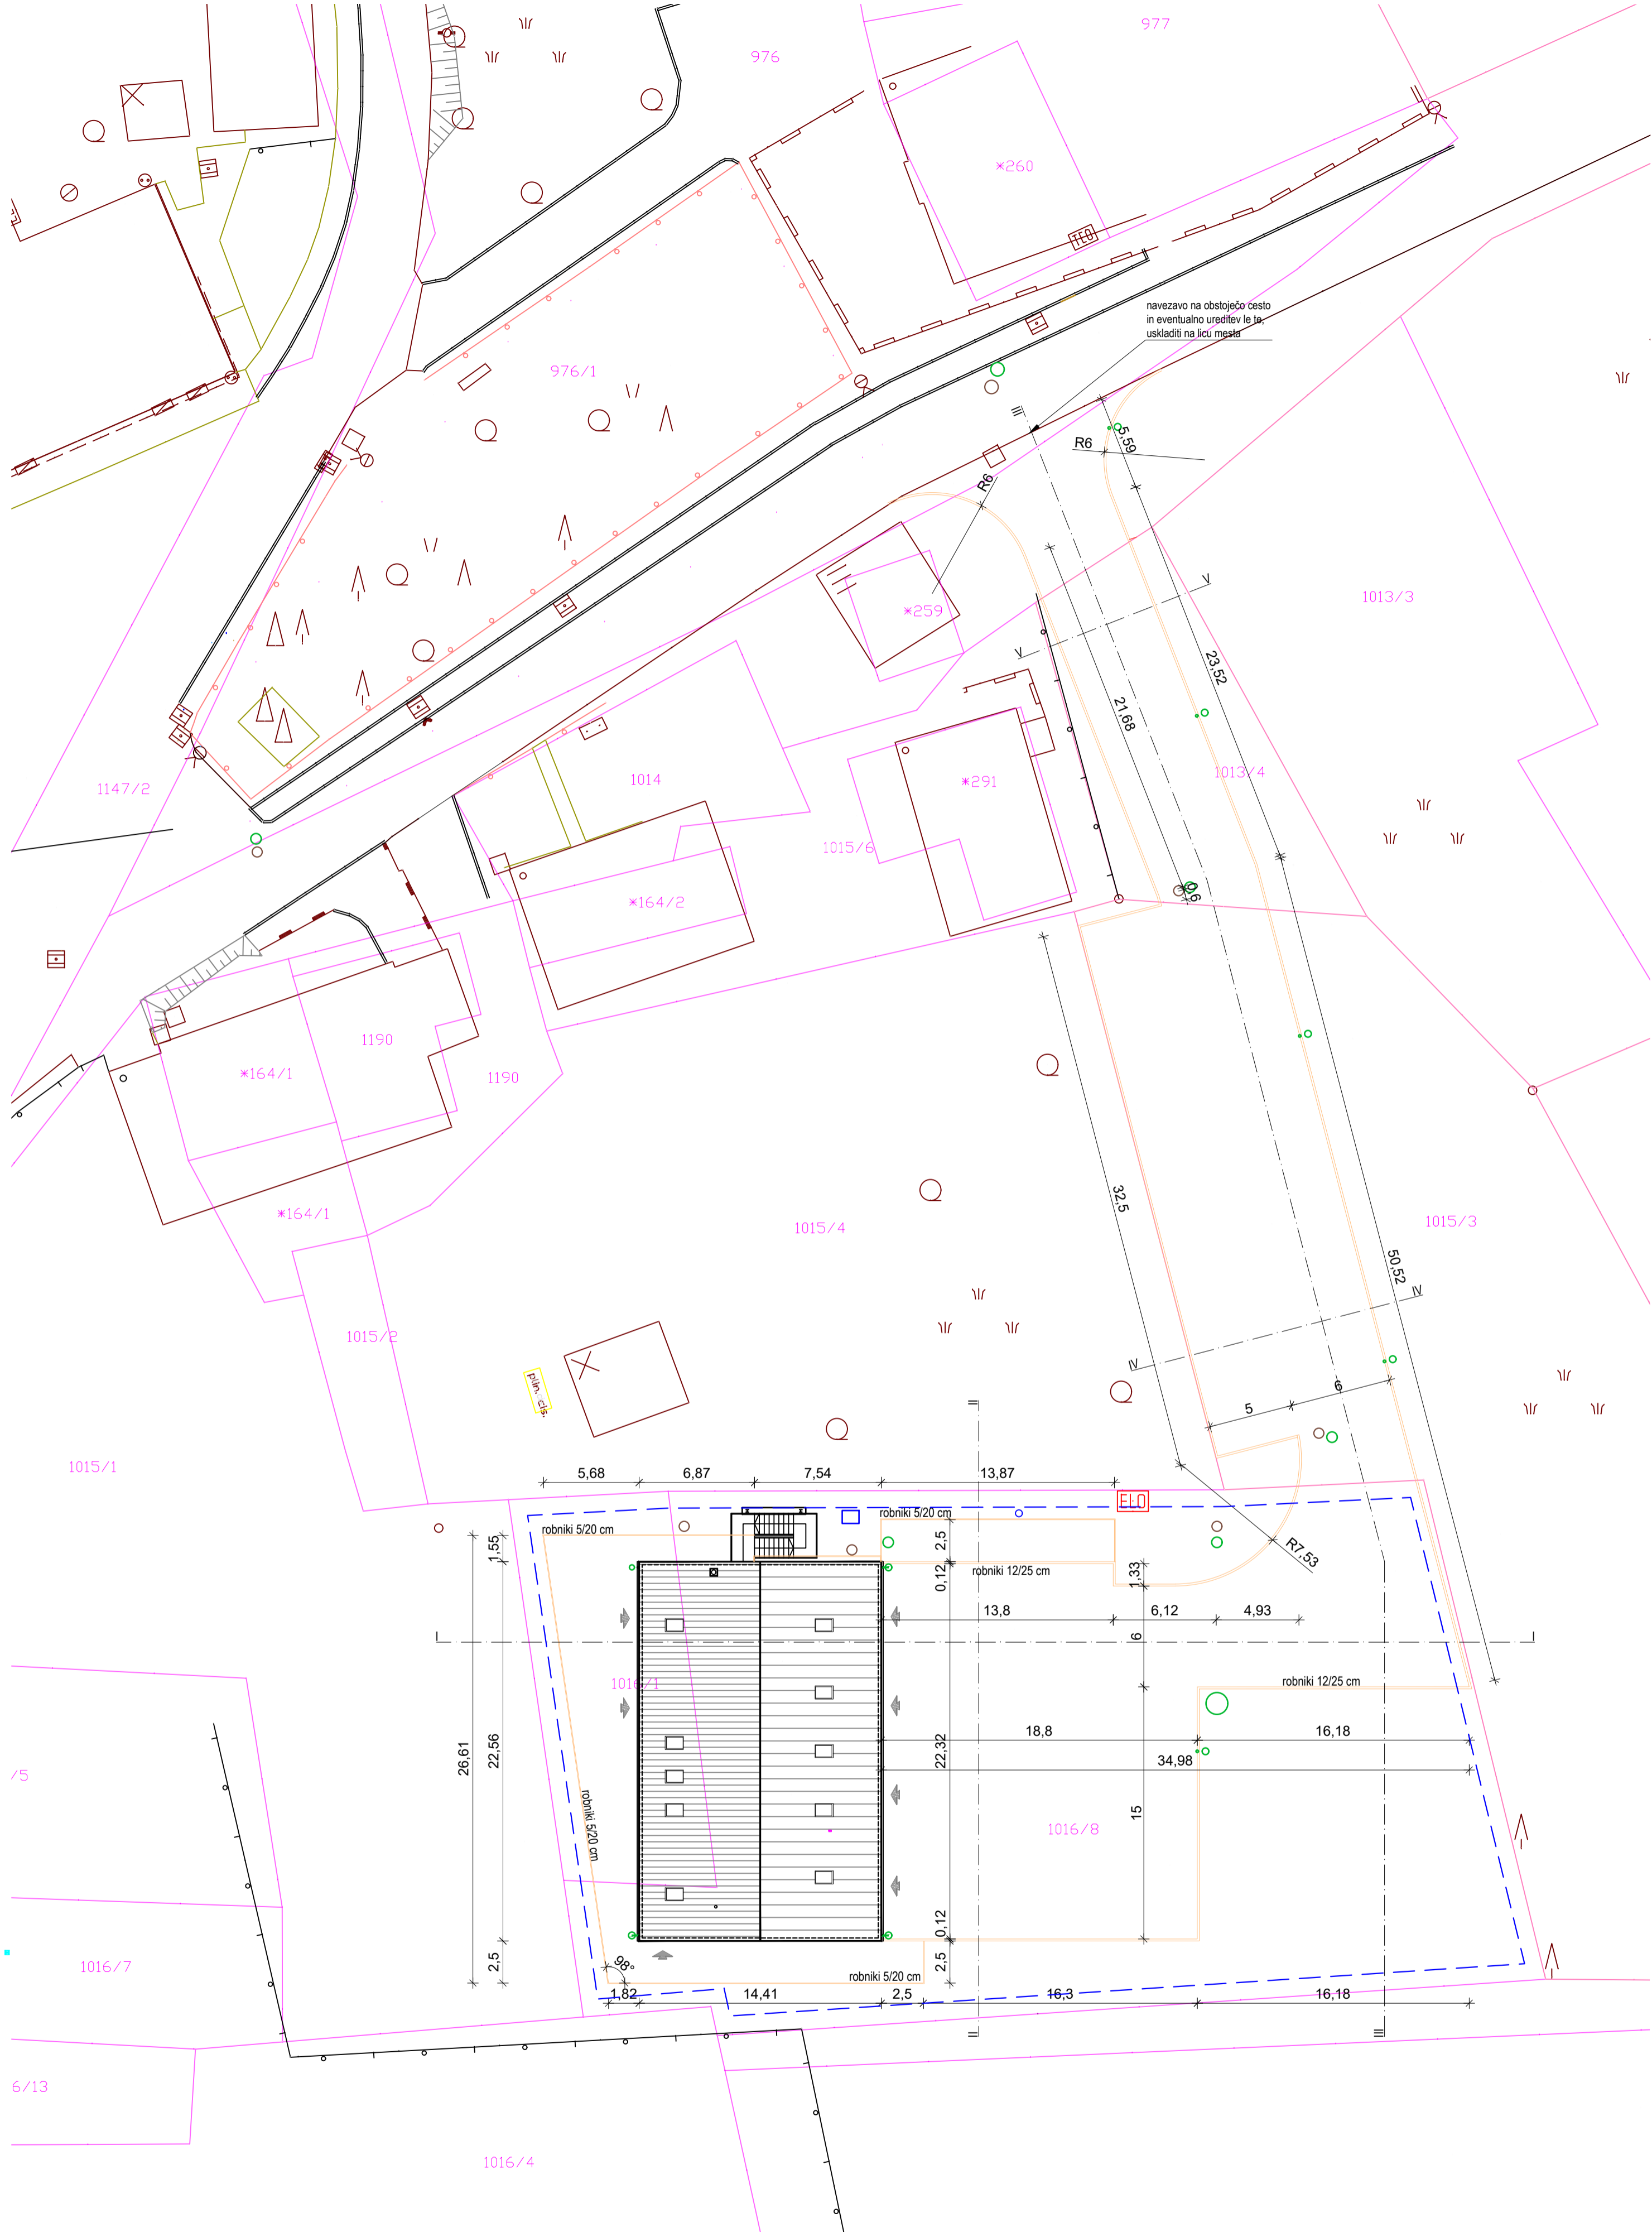 977
976
*260
TEO
navezavo na obstoječo cesto
in eventualno ureditev le te,
uskladiti na licu mesta
976/1
III
5,59
R6
R6
V
V
*259
1013/3
23,52
21,68
1147/2
1014
*291
1013/4
1015/6
*164/2
0,6
1190
*164/1
1190
*164/1
32,5
1015/4
1015/3
50,52
IV
IV
1015/2
plin. cis.
6
5
II
1015/1
5,68
6,87
7,54
13,87
ELO
robniki 5/20 cm
robniki 5/20 cm
1,55
2,5
R7,53
0,12
robniki 12/25 cm
1,33
13,8
6,12
4,93
6
I
I
1016/1
robniki 12/25 cm
18,8
16,18
26,61
22,56
22,32
34,98
/5
robniki 5/20 cm
15
1016/8
0,12
1016/7
98°
2,5
robniki 5/20 cm
2,5
1,82
14,41
2,5
16,3
16,18
II
III
6/13
1016/4